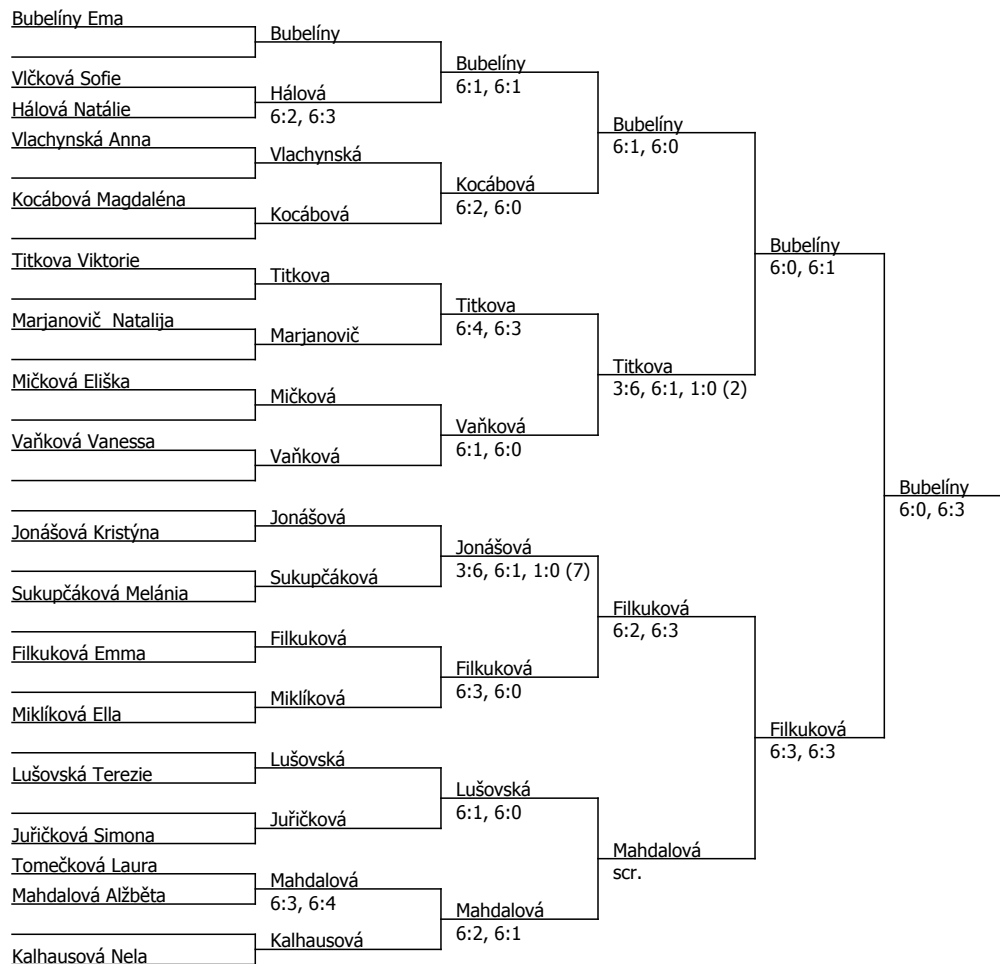 Bubelíny Ema
Vlčková Sofie
Hálová Natálie
Vlachynská Anna
Kocábová Magdaléna
Titkova Viktorie
Marjanovič  Natalija
Mičková Eliška
Vaňková Vanessa
Jonášová Kristýna
Sukupčáková Melánia
Filkuková Emma
Miklíková Ella
Lušovská Terezie
Juřičková Simona
Tomečková Laura
Mahdalová Alžběta
Kalhausová Nela
Bubelíny
Hálová
6:2, 6:3
Vlachynská
Kocábová
Titkova
Marjanovič
Mičková
Vaňková
Jonášová
Sukupčáková
Filkuková
Miklíková
Lušovská
Juřičková
Mahdalová
6:3, 6:4
Kalhausová
Bubelíny
6:1, 6:1
Kocábová
6:2, 6:0
Titkova
6:4, 6:3
Vaňková
6:1, 6:0
Jonášová
3:6, 6:1, 1:0 (7)
Filkuková
6:3, 6:0
Lušovská
6:1, 6:0
Mahdalová
6:2, 6:1
Bubelíny
6:1, 6:0
Titkova
3:6, 6:1, 1:0 (2)
Filkuková
6:2, 6:3
Mahdalová
scr.
Bubelíny
6:0, 6:1
Filkuková
6:3, 6:3
Bubelíny
6:0, 6:3